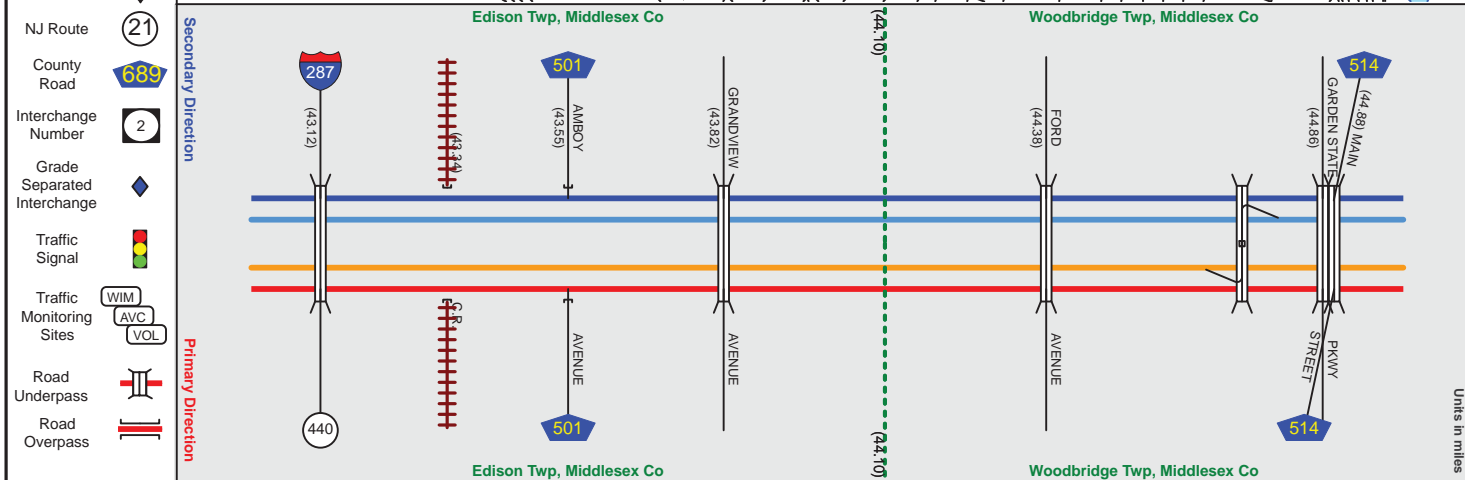 NJ Route
21
County
Road
689
Interchange
Number
2
Grade
Separated
Interchange
Traffic
Signal
Traffic
Monitoring
Sites
WIM
AVC
VOL
Road
Underpass
Road
Overpass
Secondary Direction
Primary Direction
Edison Twp, Middlesex Co
(44.10)
Woodbridge Twp, Middlesex Co
287
(43.12)
(43.34)
501
AMBOY
(43.55)
GRANDVIEW
(43.82)
FORD
(44.38)
GARDEN STATE
(44.86)
514
(44.88) MAIN
440
C.R.
AVENUE
501
AVENUE
AVENUE
STREET
PKWY
514
Edison Twp, Middlesex Co
(44.10)
Woodbridge Twp, Middlesex Co
Units in miles